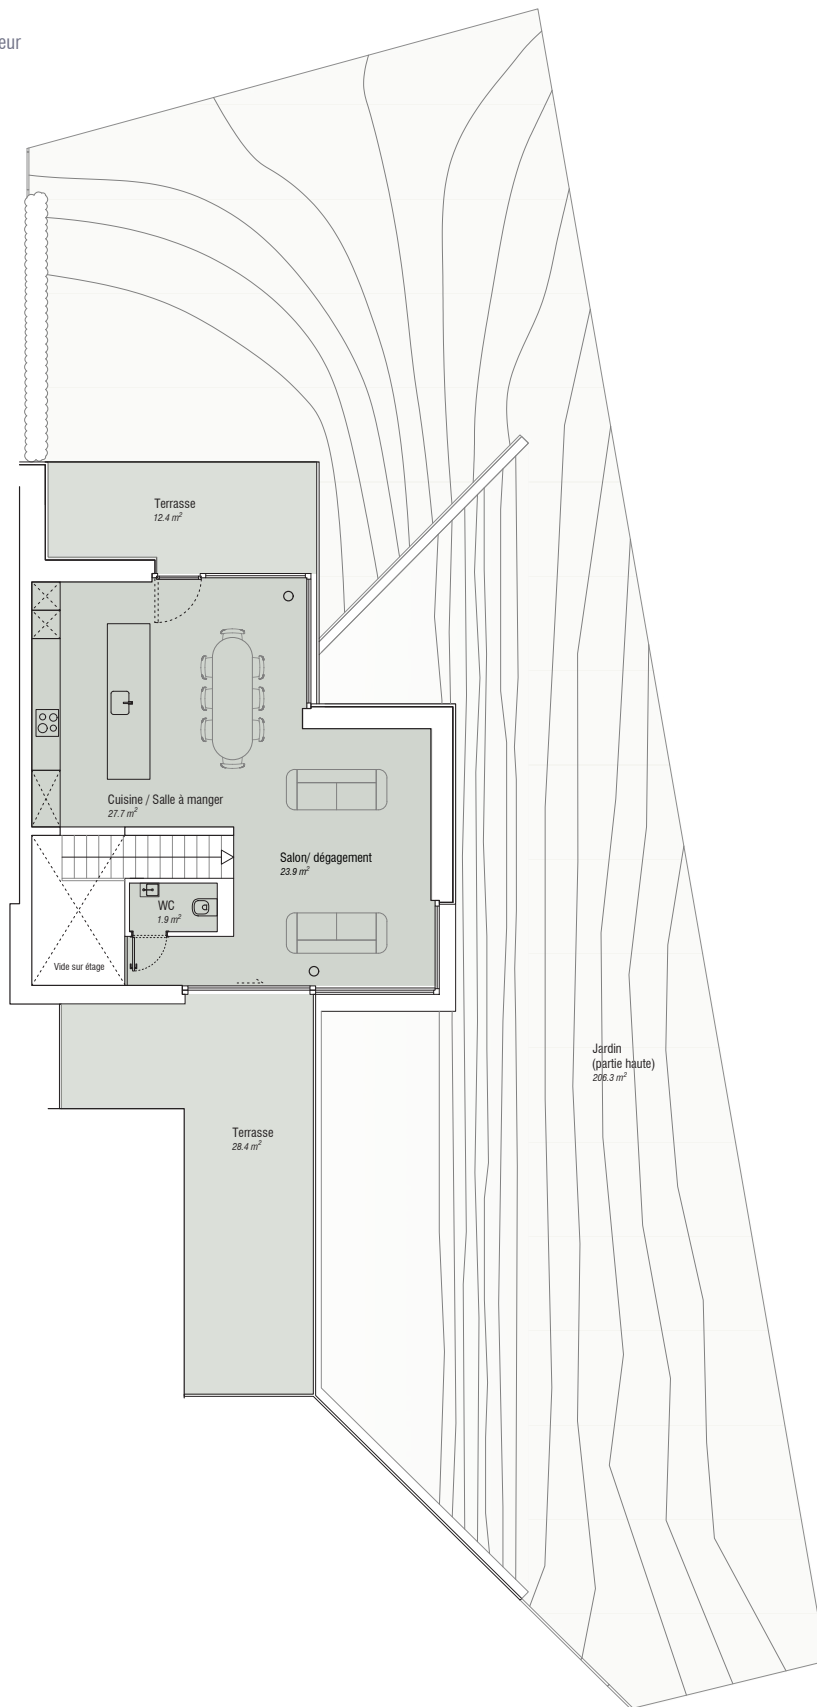 eur
Terrasse
12.4 m²
Cuisine / Salle à manger
27.7 m²
Salon/ dégagement
23.9 m²
WC
1.9 m²
Vide sur étage
Jardin
(partie haute)
206.3 m²
Terrasse
28.4 m²